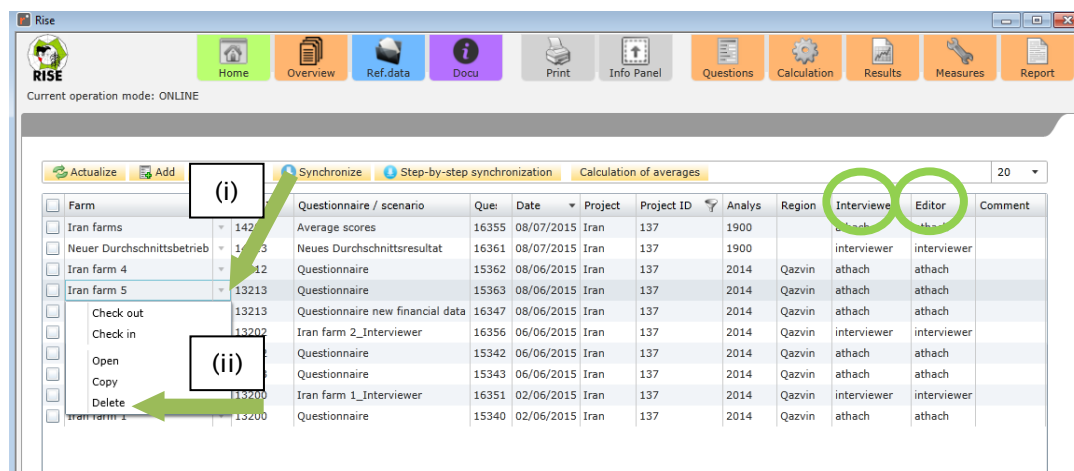 Rise
RISE Home Overview Ref.data Docu Print Info Panel Questions Calculation Results Measures Report
Current operation mode: ONLINE
Actualize Add Synchronize Step-by-step synchronization Calculation of averages 20
(i)
Farm Questionnaire / scenario Que: Date Project Project ID Analys Region Interviewe Editor Comment
Iran farms Average scores 16355 08/07/2015 Iran 137 1900 athach athach
Neuer Durchschnittsbetrieb Neues Durchschnittsresultat 16361 08/07/2015 Iran 137 1900 interviewer interviewer
Iran farm 4 Questionnaire 15362 08/06/2015 Iran 137 2014 Qazvin athach athach
Iran farm 5 13213 Questionnaire 15363 08/06/2015 Iran 137 2014 Qazvin athach athach
Check out 13213 Questionnaire new financial data 16347 08/06/2015 Iran 137 2014 Qazvin athach athach
Check in 13202 Iran farm 2_Interviewer 16356 06/06/2015 Iran 137 2014 Qazvin interviewer interviewer
(ii)
Open Questionnaire 15342 06/06/2015 Iran 137 2014 Qazvin athach athach
Copy Questionnaire 15343 06/06/2015 Iran 137 2014 Qazvin athach athach
Delete 13200 Iran farm 1_Interviewer 16351 02/06/2015 Iran 137 2014 Qazvin interviewer interviewer
Iran farm 1 13200 Questionnaire 15340 02/06/2015 Iran 137 2014 Qazvin athach athach